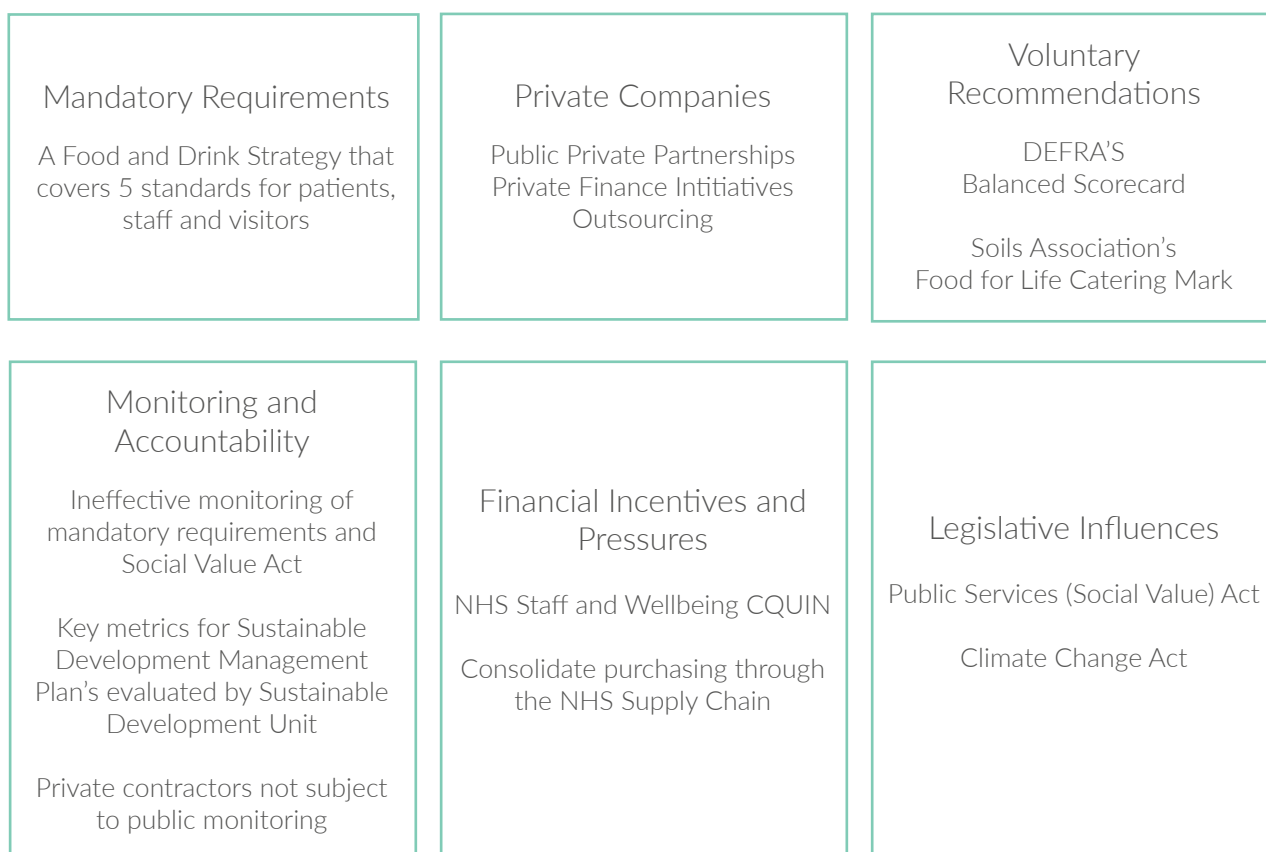 Mandatory Requirements
A Food and Drink Strategy that
covers 5 standards for patients,
staff and visitors
Private Companies
Public Private Partnerships
Private Finance Intitiatives
Outsourcing
Voluntary
Recommendations
DEFRA'S
Balanced Scorecard
Soils Association's
Food for Life Catering Mark
Monitoring and
Accountability
Ineffective monitoring of
mandatory requirements and
Social Value Act
Key metrics for Sustainable
Development Management
Plan's evaluated by Sustainable
Development Unit
Private contractors not subject
to public monitoring
Financial Incentives and
Pressures
NHS Staff and Wellbeing CQUIN
Consolidate purchasing through
the NHS Supply Chain
Legislative Influences
Public Services (Social Value) Act
Climate Change Act